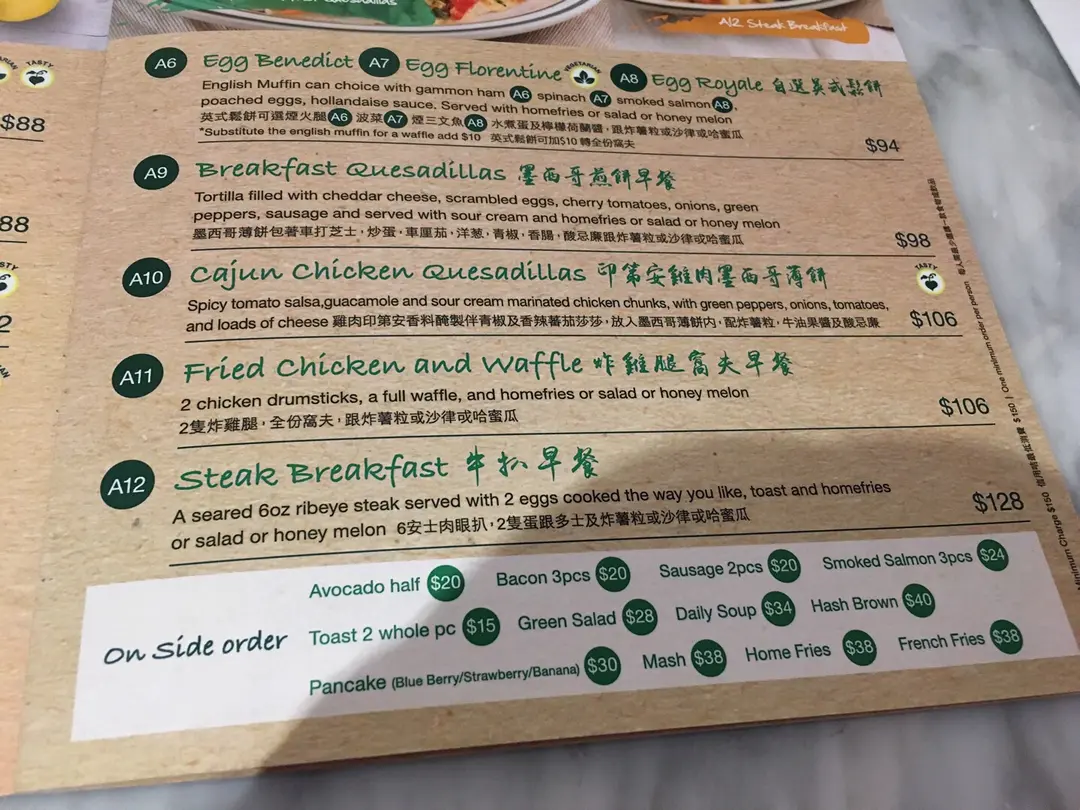 A12 Steak Breakfast
TASTY
$88
88
A6 Egg Benedict A7 Egg Florentine VEGETARIAN A8 Egg Royale 自選英式鬆餅
English Muffin can choice with gammon ham A6 spinach A7 smoked salmon A8,
poached eggs, hollandaise sauce. Served with homefries or salad or honey melon
英式鬆餅可選煙火腿A6 波菜A7 煙三文魚A8 水煮蛋及檸檬荷蘭醬，跟炸薯粒或沙律或哈蜜瓜
*Substitute the english muffin for a waffle add $10 英式鬆餅可加$10 轉全份窩夫
$94
A9 Breakfast Quesadillas 墨西哥煎餅早餐
Tortilla filled with cheddar cheese, scrambled eggs, cherry tomatoes, onions, green
peppers, sausage and served with sour cream and homefries or salad or honey melon
墨西哥薄餅包著車打芝士，炒蛋，車厘茄，洋葱，青椒，香腸，酸忌廉跟炸薯粒或沙律或哈蜜瓜
$98
A10 Cajun Chicken Quesadillas 印第安雞肉墨西哥薄餅
TASTY
Spicy tomato salsa,guacamole and sour cream marinated chicken chunks, with green peppers, onions, tomatoes,
and loads of cheese 雞肉印第安香料醃製伴青椒及香辣蕃茄莎莎，放入墨西哥薄餅内，配炸薯粒，牛油果醬及酸忌廉
$106
A11 Fried Chicken and Waffle 炸雞腿窩夫早餐
2 chicken drumsticks, a full waffle, and homefries or salad or honey melon
2隻炸雞腿，全份窩夫，跟炸薯粒或沙律或哈蜜瓜
$106
A12 Steak Breakfast 牛扒早餐
A seared 6oz ribeye steak served with 2 eggs cooked the way you like, toast and homefries
or salad or honey melon 6安士肉眼扒，2隻蛋跟多士及炸薯粒或沙律或哈蜜瓜
$128
On Side order
Avocado half $20 Bacon 3pcs $20 Sausage 2pcs $20 Smoked Salmon 3pcs $24
Toast 2 whole pc $15 Green Salad $28 Daily Soup $34 Hash Brown $40
Pancake (Blue Berry/Strawberry/Banana) $30 Mash $38 Home Fries $38 French Fries $38
Minimum Charge $150 | One minimum order per person